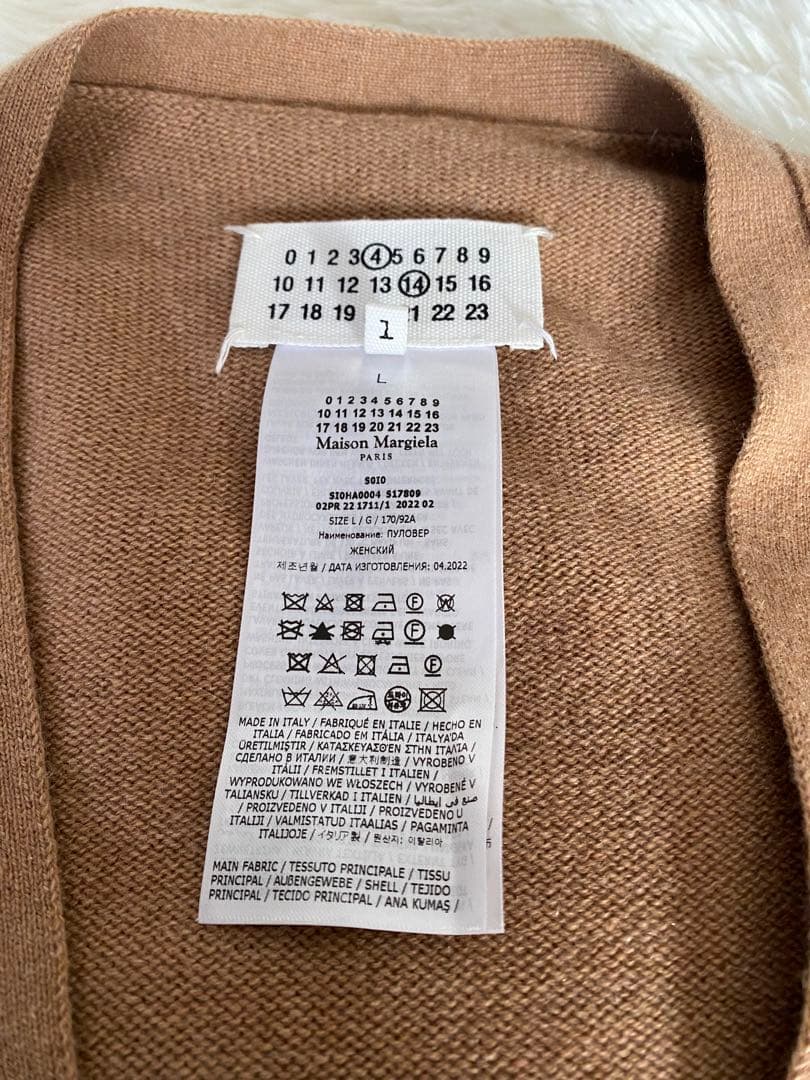 0 1 2 3 4 5 6 7 8 9
10 11 12 13 14 15 16
17 18 19 21 22 23
1
L
0 1 2 3 4 5 6 7 8 9
10 11 12 13 14 15 16
17 18 19 20 21 22 23
Maison Margiela
PARIS
S0I0
SI0HA0004 S17809
02PR 22 1711/1 2022 02
SIZE L / G / 170/92A
Наименование: ПУЛОВЕР
ЖЕНСКИЙ
제조년월 / ДАТА ИЗГОТОВЛЕНИЯ: 04.2022
MADE IN ITALY / FABRIQUÉ EN ITALIE / HECHO EN
ITALIA / FABRICADO EM ITÁLIA / ITALYA'DA
ÜRETILMIŞTIR / ΚΑΤΑΣΚΕΥΑΣΘΕΝ ΣΤΗΝ ΙΤΑΛΙΑ /
СДЕЛАНО В ИТАЛИИ / 意大利制造 / VYROBENO V
ITÁLII / FREMSTILLET I ITALIEN /
WYPRODUKOWANO WE WŁOSZECH / VYROBENÉ V
TALIANSKU / TILLVERKAD I ITALIEN / صنع في إيطاليا
/ PROIZVEDENO V ITALIJI / PROIZVEDENO U
ITALIJI / VALMISTATUD ITAALIAS / PAGAMINTA
ITALIJOJE / イタリア製 / 원산지: 이탈리아
MAIN FABRIC / TESSUTO PRINCIPALE / TISSU
PRINCIPAL / AUßENGEWEBE / SHELL / TEJIDO
PRINCIPAL / TECIDO PRINCIPAL / ANA KUMAŞ /